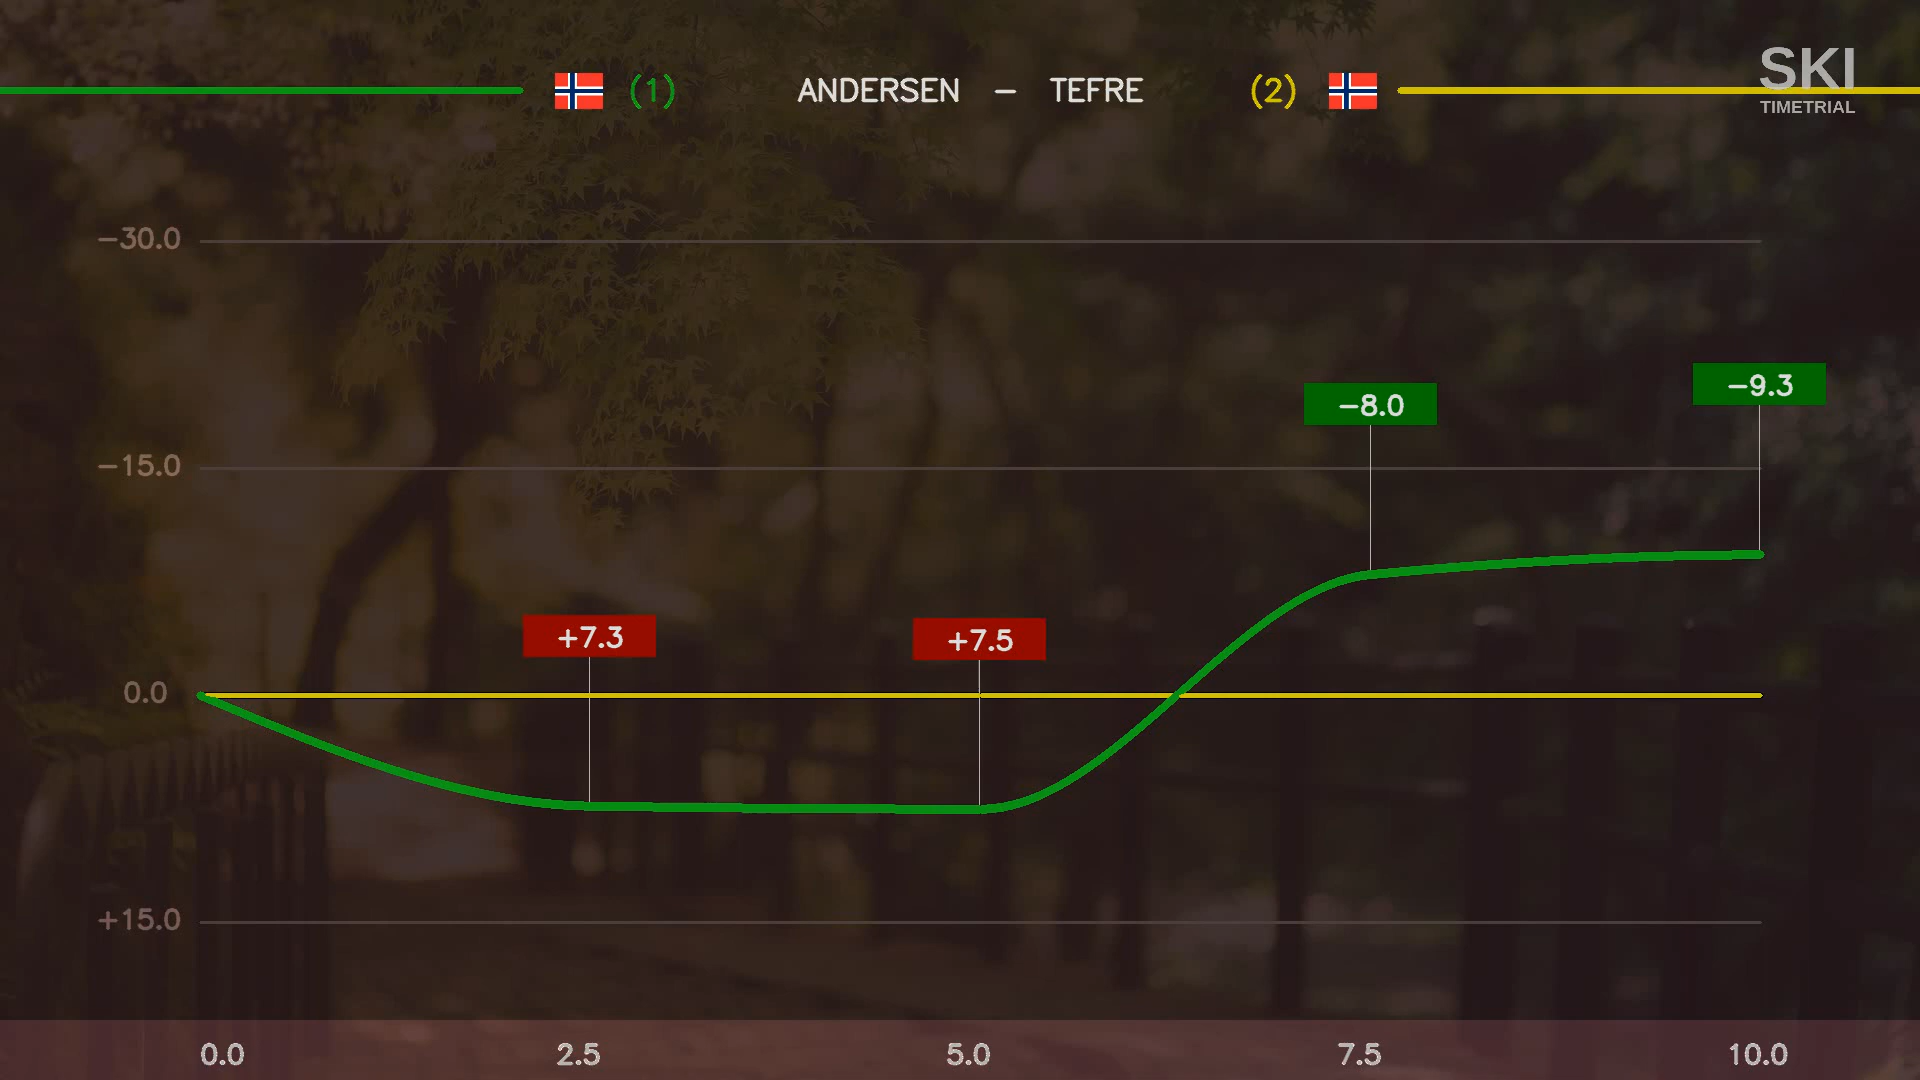 (1) ANDERSEN – TEFRE (2)
SKI
TIMETRIAL
−30.0
−9.3
−8.0
−15.0
+7.3
+7.5
0.0
+15.0
0.0 2.5 5.0 7.5 10.0